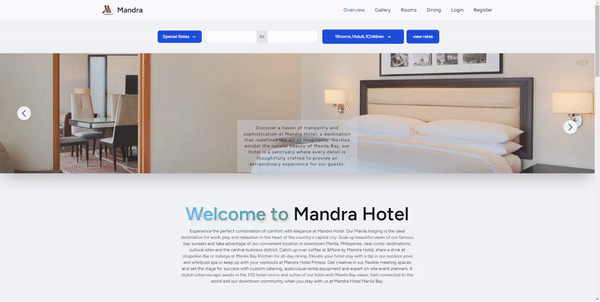 Mandra
Overview Gallery Rooms Dining Login Register
Special Rates to 1Rooms,1Adult,1Children view rates
Discover a haven of tranquility and
sophistication at Mandra Hotel, a destination
that redefines the art of hospitality. Nestled
amidst the natural beauty of Manila Bay, our
hotel is a sanctuary where every detail is
thoughtfully crafted to provide an
extraordinary experience for our guests.
Welcome to Mandra Hotel
Experience the perfect combination of comfort with elegance at Mandra Hotel. Our Manila lodging is the ideal
destination for work, play and relaxation in the heart of the country's capital city. Soak up beautiful views of our famous
bay sunsets and take advantage of our convenient location in downtown Manila, Philippines, near iconic destinations,
cultural sites and the central business district. Catch up over coffee at &More by Mandra Hotel, share a drink at
Unspoken Bar or indulge at Manila Bay Kitchen for all-day dining. Elevate your hotel stay with a dip in our outdoor pool
and whirlpool spa or keep up with your workouts at Mandra Hotel Fitness. Get creative in our flexible meeting spaces
and set the stage for success with custom catering, audiovisual rental equipment and expert on-site event planners. A
stylish urban escape awaits in the 233 hotel rooms and suites of our hotel with Manila Bay views. Feel connected to the
world and our downtown community when you stay with us at Mandra Hotel Manila Bay.